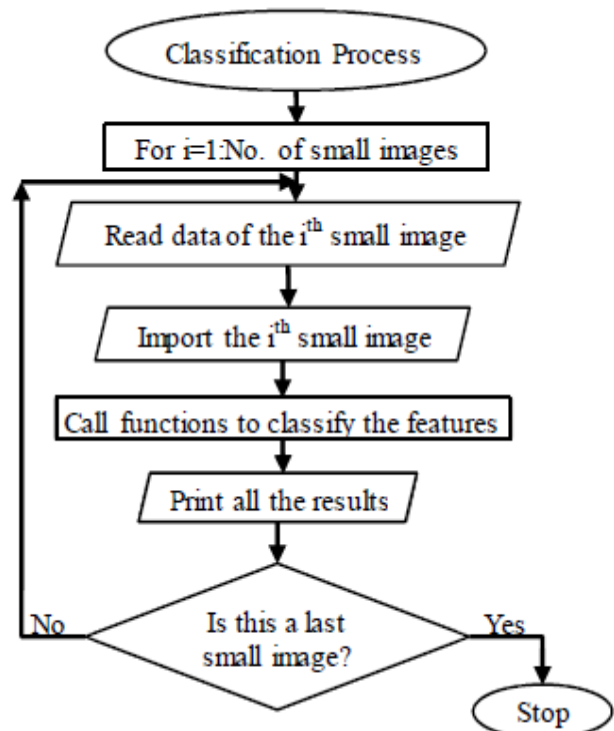 Classification Process
For i=1:No. of small images
Read data of the ith small image
Import the ith small image
Call functions to classify the features
Print all the results
Is this a last
small image?
No
Yes
Stop